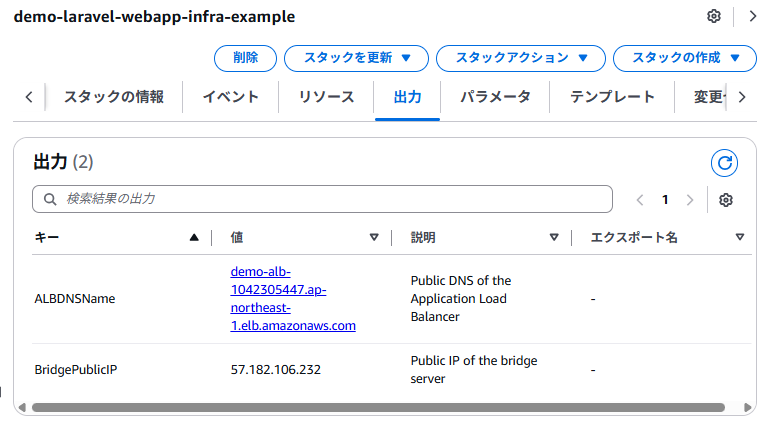 demo-laravel-webapp-infra-example
削除
スタックを更新
スタックアクション
スタックの作成
スタックの情報
イベント
リソース
出力
パラメータ
テンプレート
出力 (2)
検索結果の出力
1
キー
値
説明
エクスポート名
ALBDNSName
demo-alb-
1042305447.ap-
northeast-
1.elb.amazonaws.com
Public DNS of the
Application Load
Balancer
-
BridgePublicIP
57.182.106.232
Public IP of the bridge
server
-